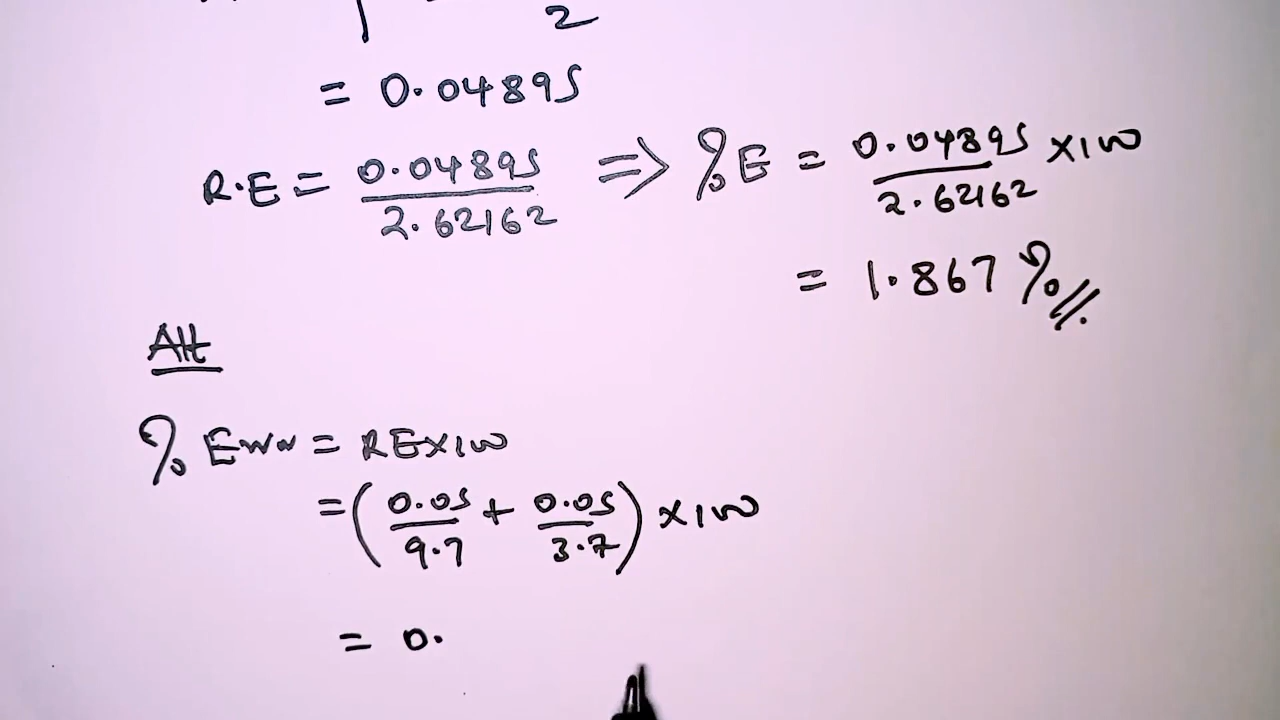 2
= 0.04895
R.E = 0.04895 / 2.62162 ⇒ %E = 0.04895 / 2.62162 × 100
= 1.867 %
Alt
% Error = RE × 100
= (0.05 / 9.7 + 0.05 / 3.7) × 100
= 0.